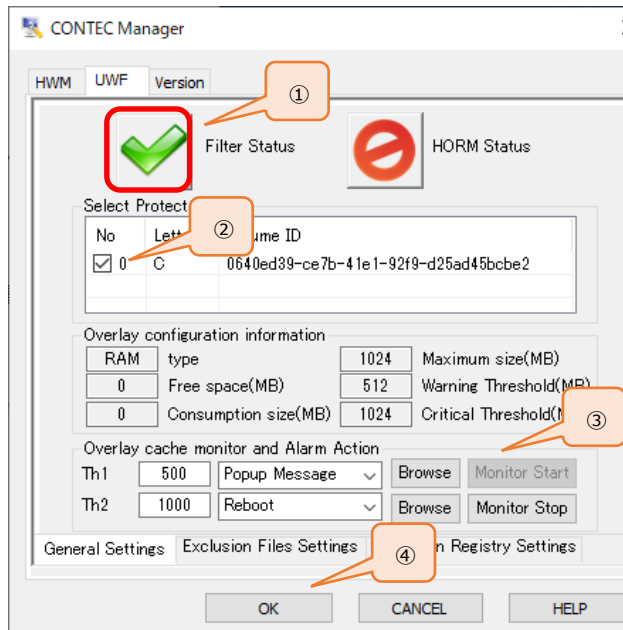 CONTEC Manager
HWM UWF Version
①
Filter Status HORM Status
Select Protect
②
No Lett ume ID
0 C 0640ed39-ce7b-41e1-92f9-d25ad45bcbe2
Overlay configuration information
RAM type 1024 Maximum size(MB)
0 Free space(MB) 512 Warning Threshold(MB)
0 Consumption size(MB) 1024 Critical Threshold(M
③
Overlay cache monitor and Alarm Action
Th1 500 Popup Message Browse Monitor Start
Th2 1000 Reboot Browse Monitor Stop
General Settings Exclusion Files Settings n Registry Settings
④
OK CANCEL HELP